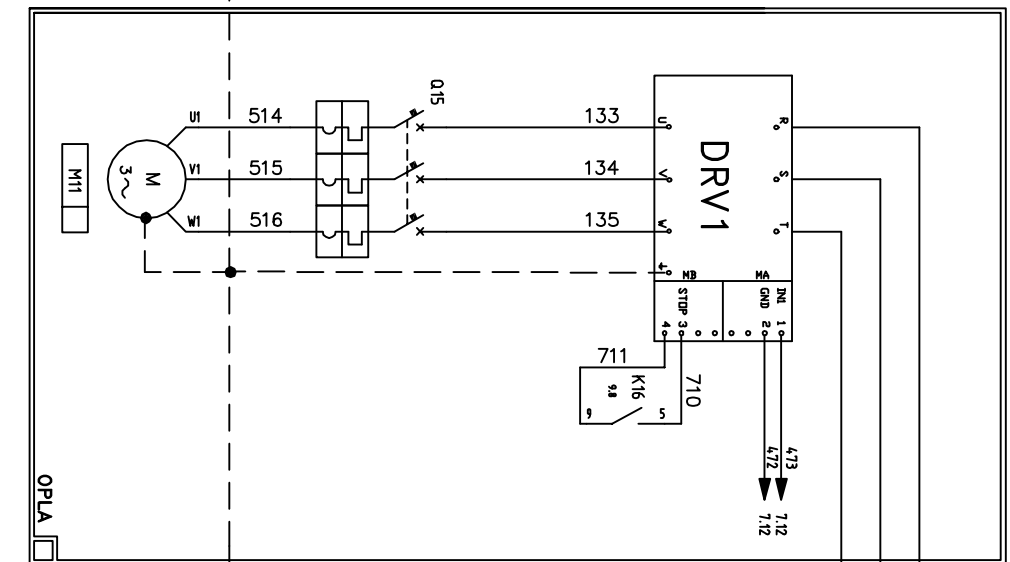 Q15
U1 514 133 U R
M11 M 3~ V1 515 134 V DRV1 S
W1 516 135 W T
MB MA
STOP GND IN1
4 3 2 1
711 710
K16
9.8
9 5
472 473
7.12 7.12
OPLA